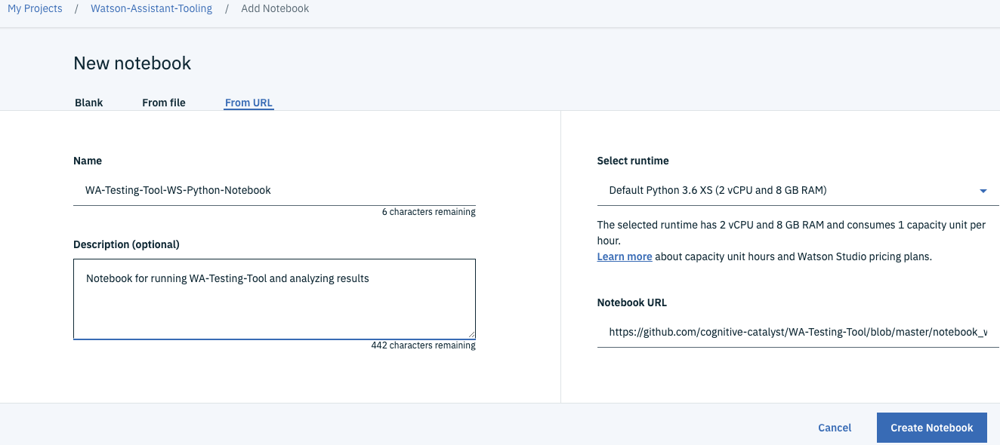 My Projects / Watson-Assistant-Tooling / Add Notebook
New notebook
Blank From file From URL
Name
WA-Testing-Tool-WS-Python-Notebook
6 characters remaining
Description (optional)
Notebook for running WA-Testing-Tool and analyzing results
442 characters remaining
Select runtime
Default Python 3.6 XS (2 vCPU and 8 GB RAM)
The selected runtime has 2 vCPU and 8 GB RAM and consumes 1 capacity unit per
hour.
Learn more about capacity unit hours and Watson Studio pricing plans.
Notebook URL
https://github.com/cognitive-catalyst/WA-Testing-Tool/blob/master/notebook_
Cancel Create Notebook